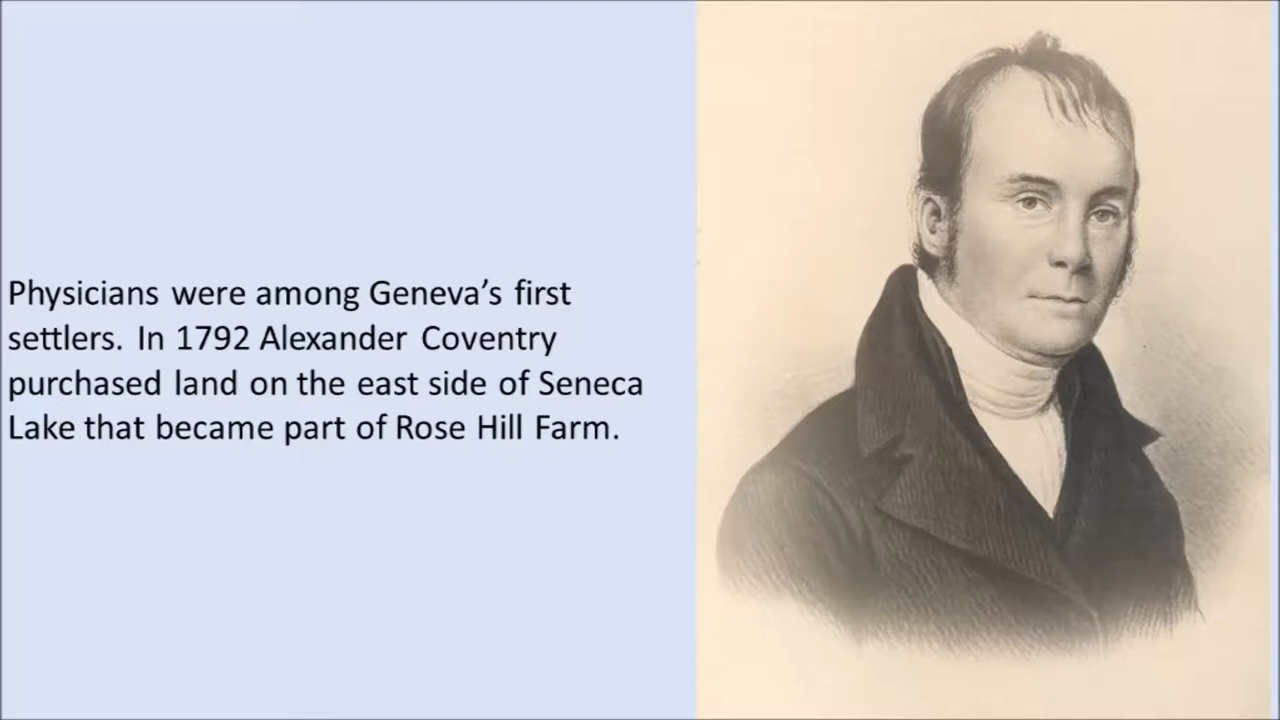 Physicians were among Geneva’s first
settlers. In 1792 Alexander Coventry
purchased land on the east side of Seneca
Lake that became part of Rose Hill Farm.